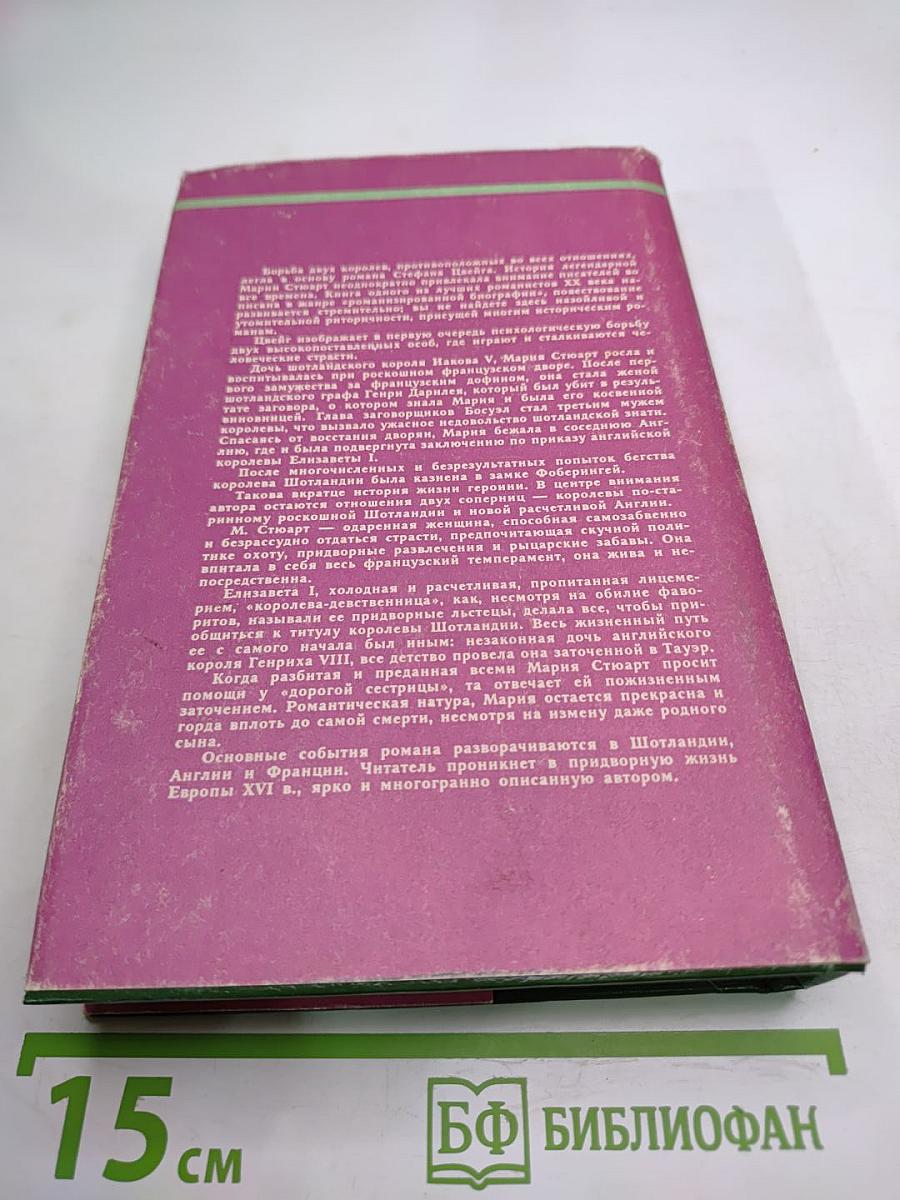 Борьба двух королев, противоположных во всех отношениях,
легла в основу романа Стефана Цвейга. История легендарной
Марии Стюарт неоднократно привлекала внимание писателей во
все времена. Книга одного из лучших романистов XX века на-
писана в жанре «романизированной биографии», повествование
развивается стремительно; вы не найдете здесь назойливой и
утомительной риторичности, присущей многим историческим ро-
манам.
Цвейг изображает в первую очередь психологическую борьбу
двух высокопоставленных особ, где играют и сталкиваются че-
ловеческие страсти.
Дочь шотландского короля Иакова V, Мария Стюарт росла и
воспитывалась при роскошном французском дворе. После пер-
вого замужества за французским дофином, она стала женой
шотландского графа Генри Дарнлея, который был убит в резуль-
тате заговора, о котором знала Мария и была его косвенной
виновницей. Глава заговорщиков Босуэл стал третьим мужем
королевы, что вызвало ужасное недовольство шотландской знати.
Спасаясь от восстания дворян, Мария бежала в соседнюю Анг-
лию, где и была подвергнута заключению по приказу английской
королевы Елизаветы I.
После многочисленных и безрезультатных попыток бегства
королева Шотландии была казнена в замке Фоберингей.
Такова вкратце история жизни героини. В центре внимания
автора остаются отношения двух соперниц — королевы по-ста-
ринному роскошной Шотландии и новой расчетливой Англии.
М. Стюарт — одаренная женщина, способная самозабвенно
и безрассудно отдаться страсти, предпочитающая скучной поли-
тике охоту, придворные развлечения и рыцарские забавы. Она
впитала в себя весь французский темперамент, она жива и не-
посредственна.
Елизавета I, холодная и расчетливая, пропитанная лицеме-
рием, «королева-девственница», как, несмотря на обилие фаво-
ритов, называли ее придворные льстецы, делала все, чтобы при-
общиться к титулу королевы Шотландии. Весь жизненный путь
ее с самого начала был иным: незаконная дочь английского
короля Генриха VIII, все детство провела она заточенной в Тауэр.
Когда разбитая и преданная всеми Мария Стюарт просит
помощи у «дорогой сестрицы», та отвечает ей пожизненным
заточением. Романтическая натура, Мария остается прекрасна и
горда вплоть до самой смерти, несмотря на измену даже родного
сына.
Основные события романа разворачиваются в Шотландии,
Англии и Франции. Читатель проникнет в придворную жизнь
Европы XVI в., ярко и многогранно описанную автором.
15 см
БФ БИБЛИОФАН